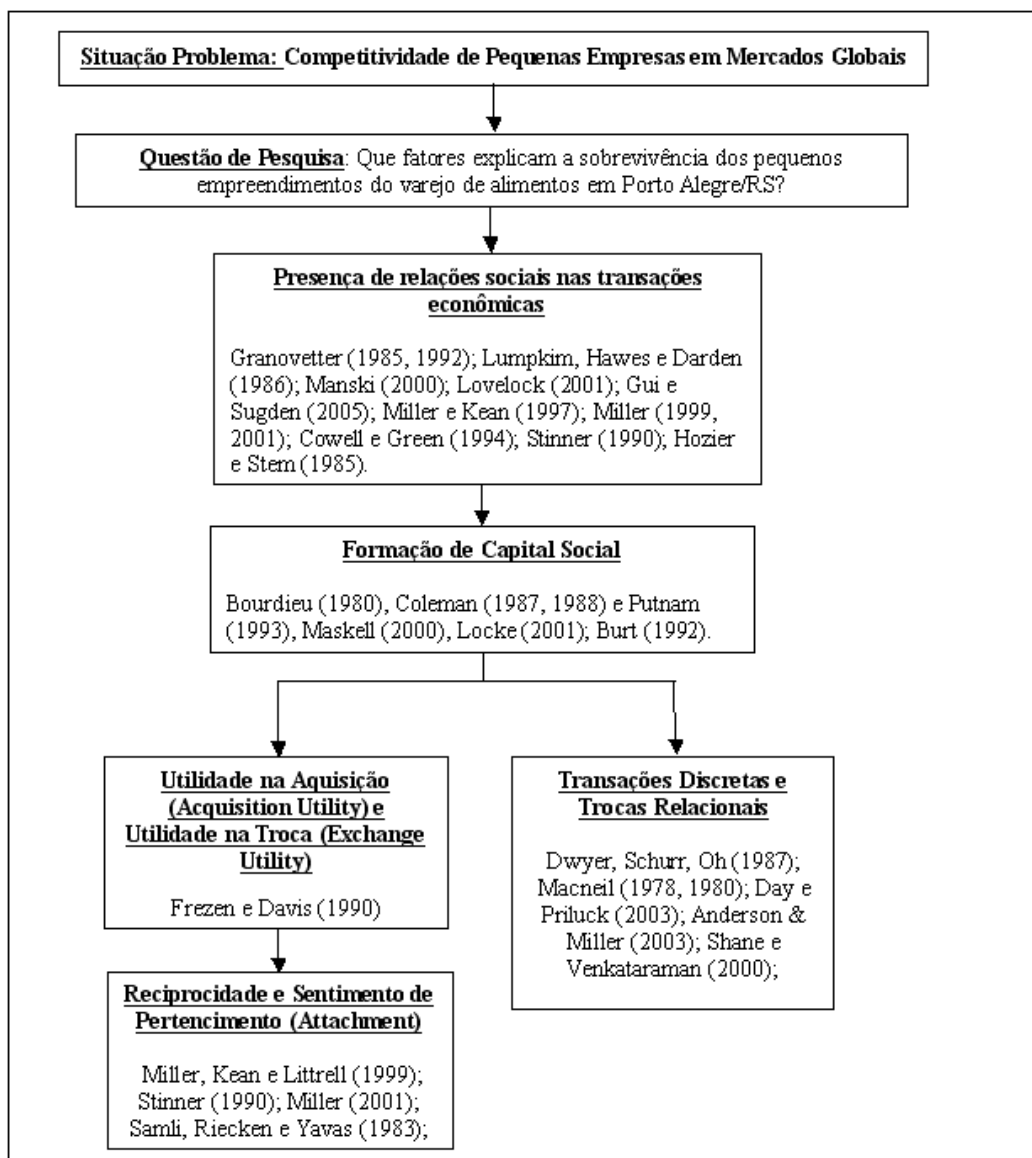 Situação Problema: Competitividade de Pequenas Empresas em Mercados Globais
Questão de Pesquisa: Que fatores explicam a sobrevivência dos pequenos
empreendimentos do varejo de alimentos em Porto Alegre/RS?
Presença de relações sociais nas transações
econômicas
Granovetter (1985, 1992); Lumpkim, Hawes e Darden
(1986); Manski (2000); Lovelock (2001); Gui e
Sugden (2005); Miller e Kean (1997); Miller (1999,
2001); Cowell e Green (1994); Stinner (1990); Hozier
e Stem (1985).
Formação de Capital Social
Bourdieu (1980), Coleman (1987, 1988) e Putnam
(1993), Maskell (2000), Locke (2001); Burt (1992).
Utilidade na Aquisição
(Acquisition Utility) e
Utilidade na Troca (Exchange
Utility)
Frezen e Davis (1990)
Transações Discretas e
Trocas Relacionais
Dwyer, Schurr, Oh (1987);
Macneil (1978, 1980); Day e
Priluck (2003); Anderson &
Miller (2003); Shane e
Venkataraman (2000);
Reciprocidade e Sentimento de
Pertencimento (Attachment)
Miller, Kean e Littrell (1999);
Stinner (1990); Miller (2001);
Samli, Riecken e Yavas (1983);